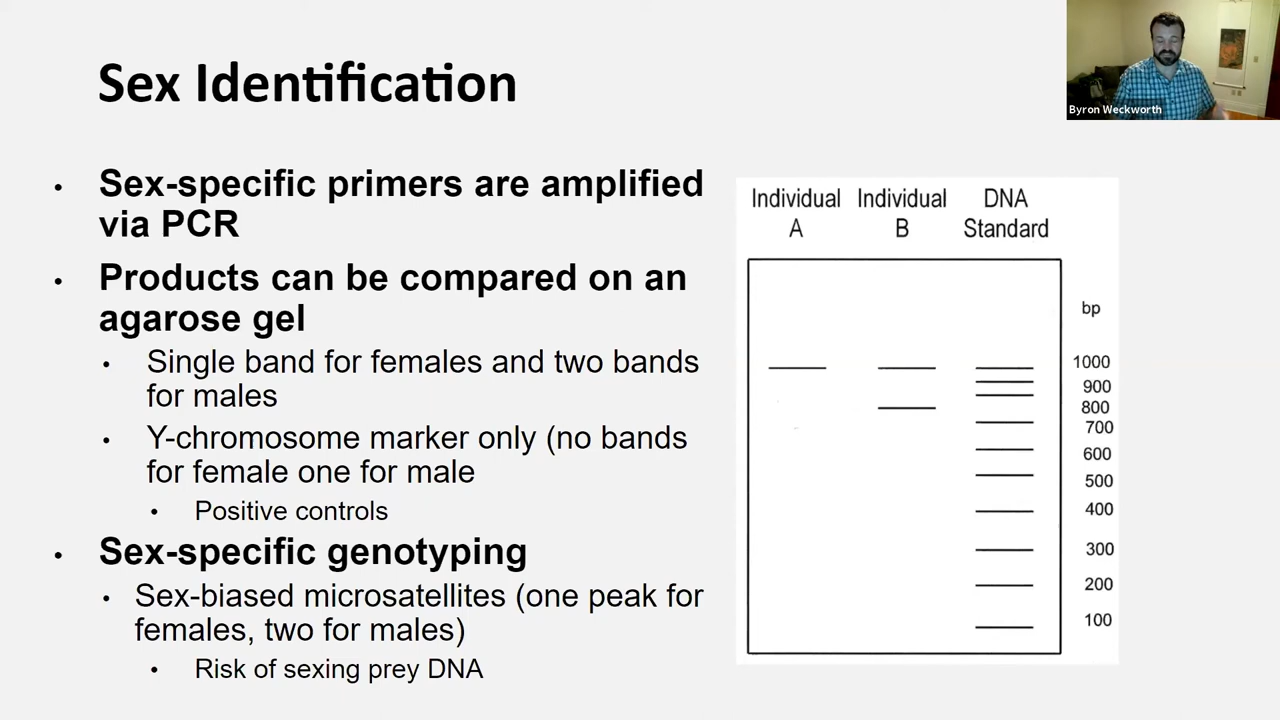 Sex Identification
Byron Weckworth
• Sex-specific primers are amplified
via PCR
• Products can be compared on an
agarose gel
• Single band for females and two bands
for males
• Y-chromosome marker only (no bands
for female one for male
• Positive controls
• Sex-specific genotyping
• Sex-biased microsatellites (one peak for
females, two for males)
• Risk of sexing prey DNA
Individual Individual DNA
A B Standard
bp
1000
900
800
700
600
500
400
300
200
100